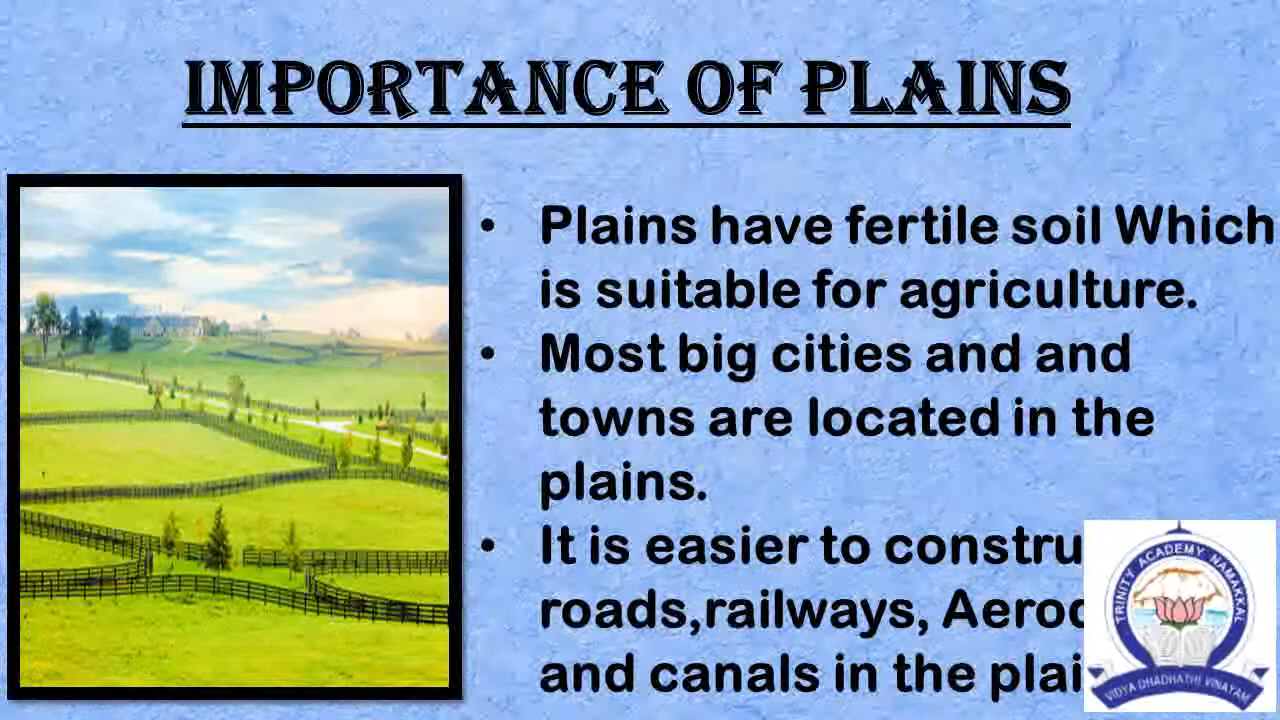 IMPORTANCE OF PLAINS
• Plains have fertile soil Which
is suitable for agriculture.
• Most big cities and and
towns are located in the
plains.
• It is easier to constru
roads,railways, Aeroc
and canals in the plai
TRINITY ACADEMY NAMAKKAL
VIDYA DHADHATHI VINAYAM